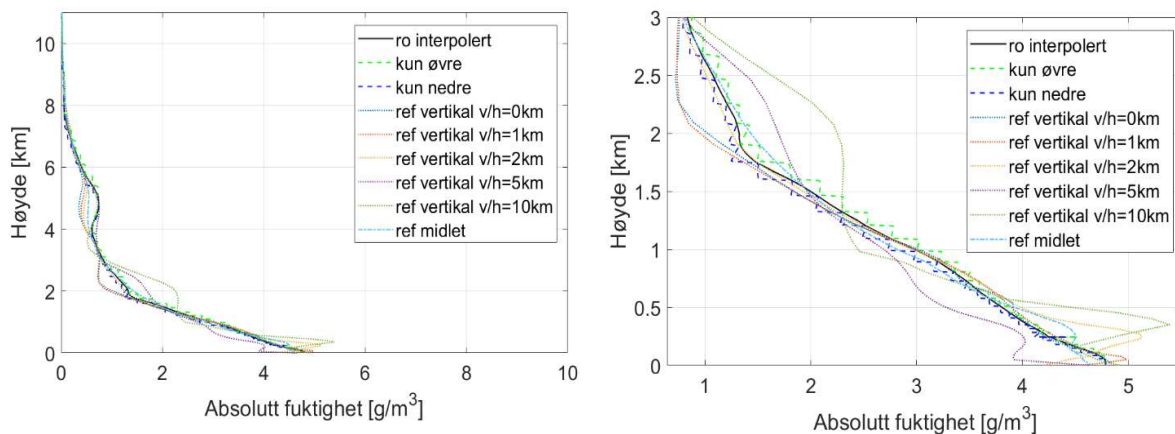 10
8
6
4
2
0
Høyde [km]
0
2
4
6
8
10
Absolutt fuktighet [g/m³]
ro interpolert
kun øvre
kun nedre
ref vertikal v/h=0km
ref vertikal v/h=1km
ref vertikal v/h=2km
ref vertikal v/h=5km
ref vertikal v/h=10km
ref midlet
3
2.5
2
1.5
1
0.5
0
Høyde [km]
1
2
3
4
5
Absolutt fuktighet [g/m³]
ro interpolert
kun øvre
kun nedre
ref vertikal v/h=0km
ref vertikal v/h=1km
ref vertikal v/h=2km
ref vertikal v/h=5km
ref vertikal v/h=10km
ref midlet